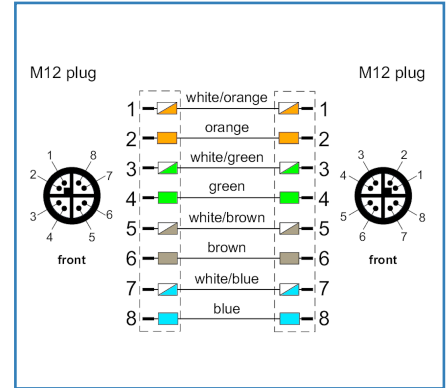 M12 plug M12 plug
1 white/orange 1
2 orange 2
3 white/green 3
4 green 4
5 white/brown 5
6 brown 6
7 white/blue 7
8 blue 8
1 8
2 7
3 6
4 5
front
3 2
4 1
5 8
6 7
front